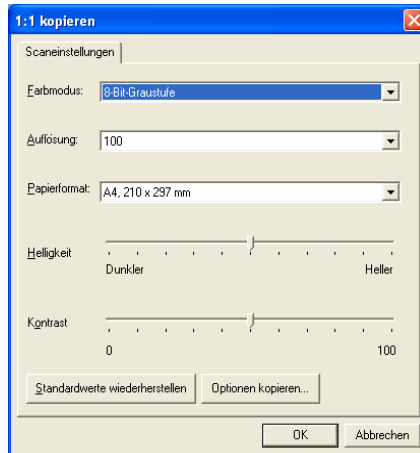 1:1 kopieren
Scaneinstellungen
Farbmodus: 8-Bit-Graustufe
Auflösung: 100
Papierformat: A4, 210 x 297 mm
Helligkeit
Dunkler Heller
Kontrast
0 100
Standardwerte wiederherstellen Optionen kopieren...
OK Abbrechen